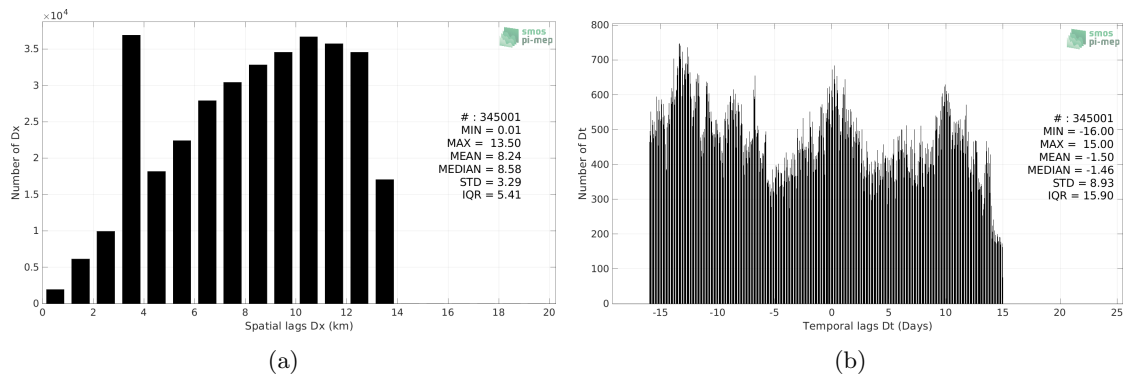 ×10⁴
3.5
3
2.5
2
1.5
1
0.5
0
Number of Dx
0 2 4 6 8 10 12 14 16 18 20
Spatial lags Dx (km)
smos
pi-mep
# : 345001
MIN = 0.01
MAX = 13.50
MEAN = 8.24
MEDIAN = 8.58
STD = 3.29
IQR = 5.41
(a)
800
700
600
500
400
300
200
100
0
Number of Dt
-15 -10 -5 0 5 10 15 20 25
Temporal lags Dt (Days)
smos
pi-mep
# : 345001
MIN = -16.00
MAX = 15.00
MEAN = -1.50
MEDIAN = -1.46
STD = 8.93
IQR = 15.90
(b)